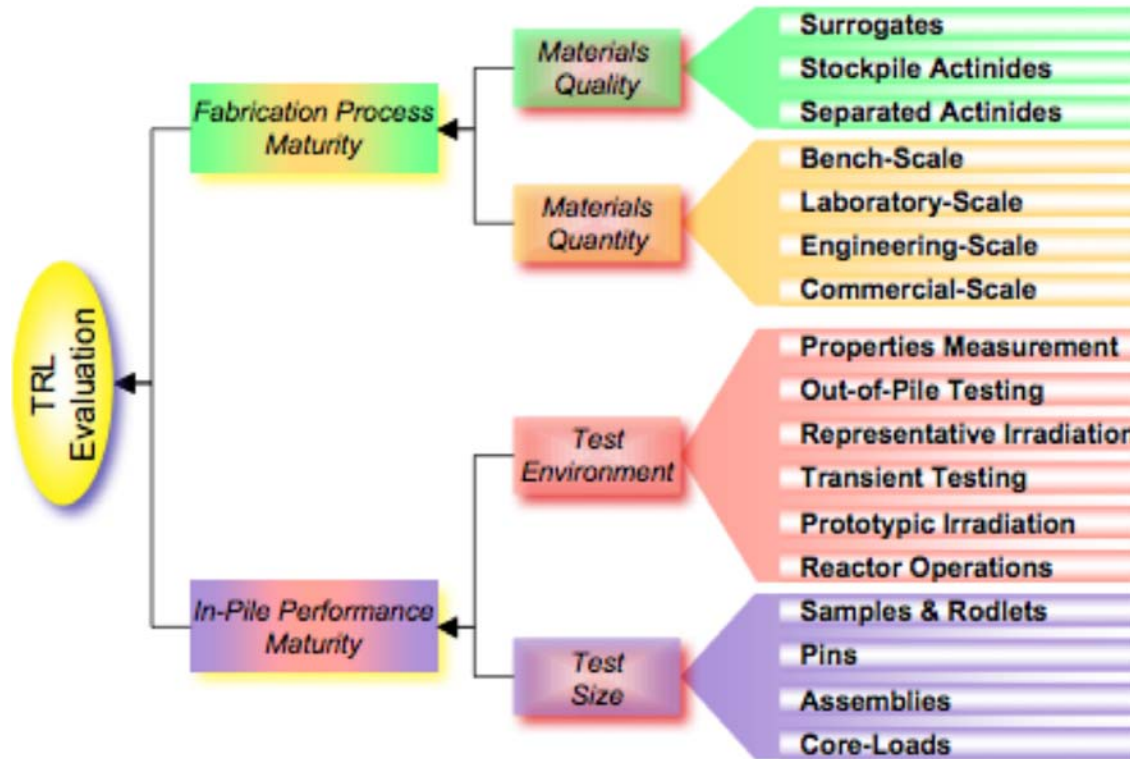 TRL
Evaluation
Fabrication Process
Maturity
In-Pile Performance
Maturity
Materials
Quality
Materials
Quantity
Test
Environment
Test
Size
Surrogates
Stockpile Actinides
Separated Actinides
Bench-Scale
Laboratory-Scale
Engineering-Scale
Commercial-Scale
Properties Measurement
Out-of-Pile Testing
Representative Irradiation
Transient Testing
Prototypic Irradiation
Reactor Operations
Samples & Rodlets
Pins
Assemblies
Core-Loads